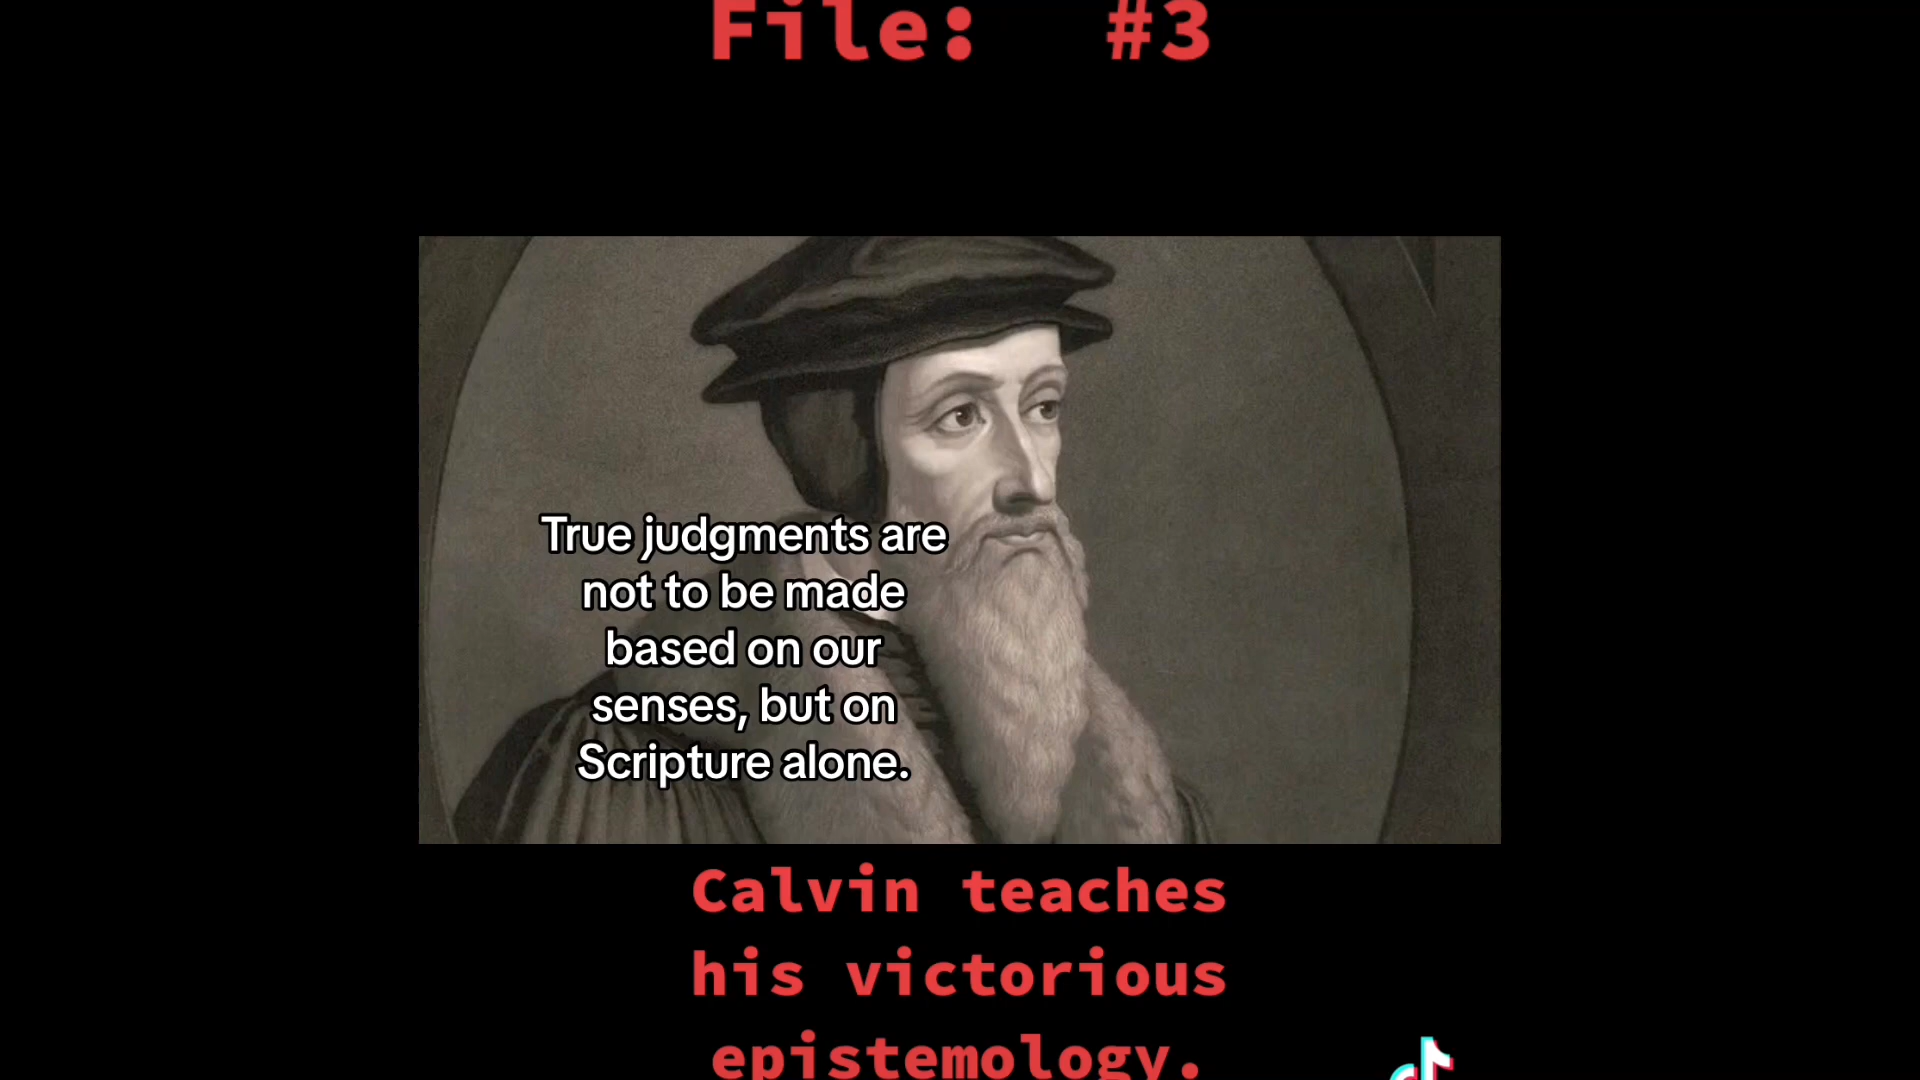 File: #3
True judgments are
not to be made
based on our
senses, but on
Scripture alone.
Calvin teaches
his victorious
epistemology.